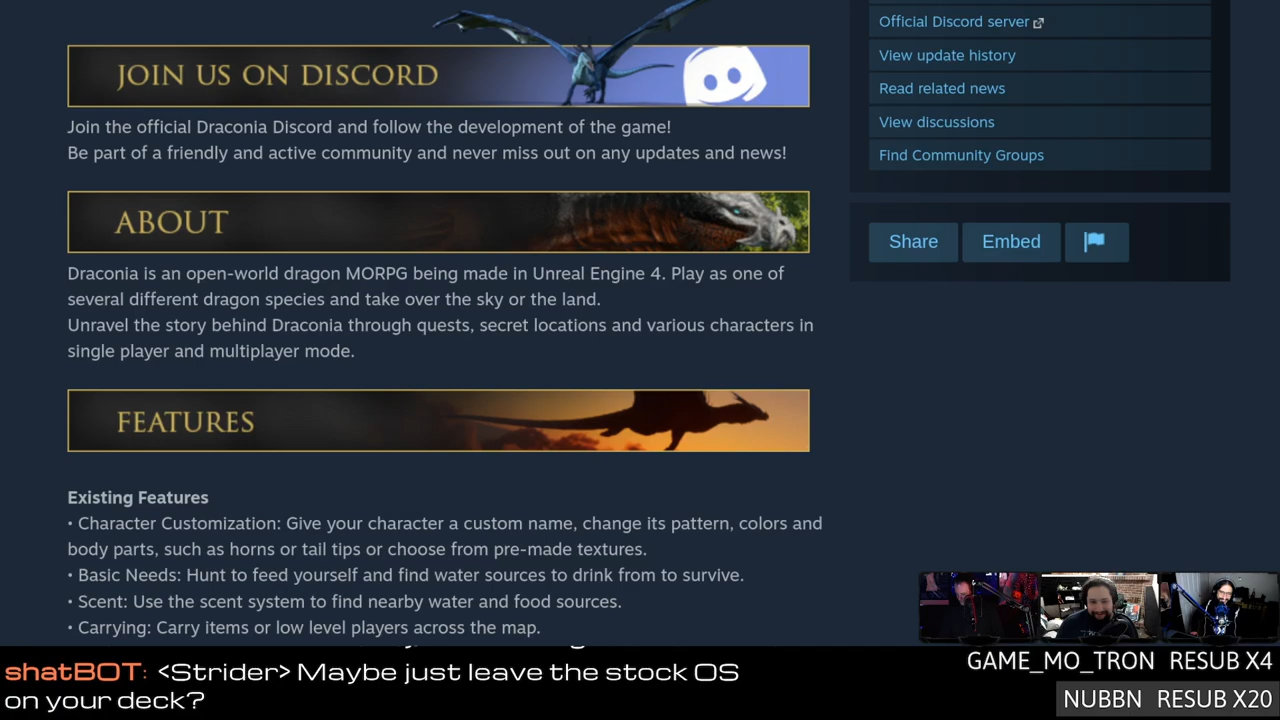 JOIN US ON DISCORD
Join the official Draconia Discord and follow the development of the game!
Be part of a friendly and active community and never miss out on any updates and news!
ABOUT
Draconia is an open-world dragon MORPG being made in Unreal Engine 4. Play as one of
several different dragon species and take over the sky or the land.
Unravel the story behind Draconia through quests, secret locations and various characters in
single player and multiplayer mode.
FEATURES
Existing Features
• Character Customization: Give your character a custom name, change its pattern, colors and
body parts, such as horns or tail tips or choose from pre-made textures.
• Basic Needs: Hunt to feed yourself and find water sources to drink from to survive.
• Scent: Use the scent system to find nearby water and food sources.
• Carrying: Carry items or low level players across the map.
Official Discord server
View update history
Read related news
View discussions
Find Community Groups
Share
Embed
shatBOT: <Strider> Maybe just leave the stock OS
on your deck?
GAME_MO_TRON RESUB X4
NUBBN RESUB X20